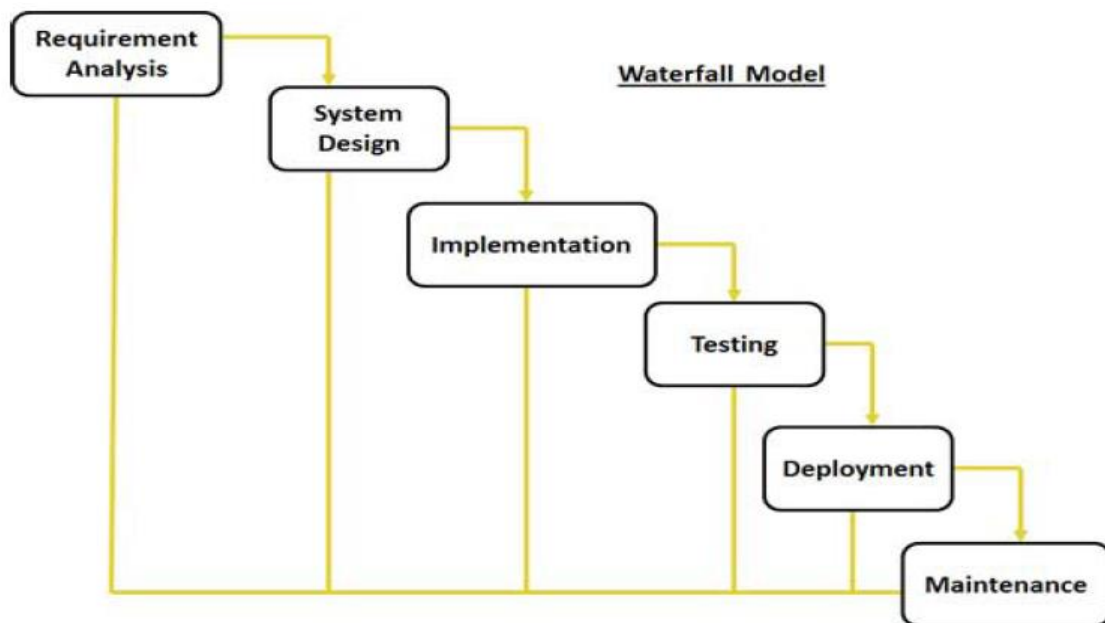 Requirement
Analysis
Waterfall Model
System
Design
Implementation
Testing
Deployment
Maintenance